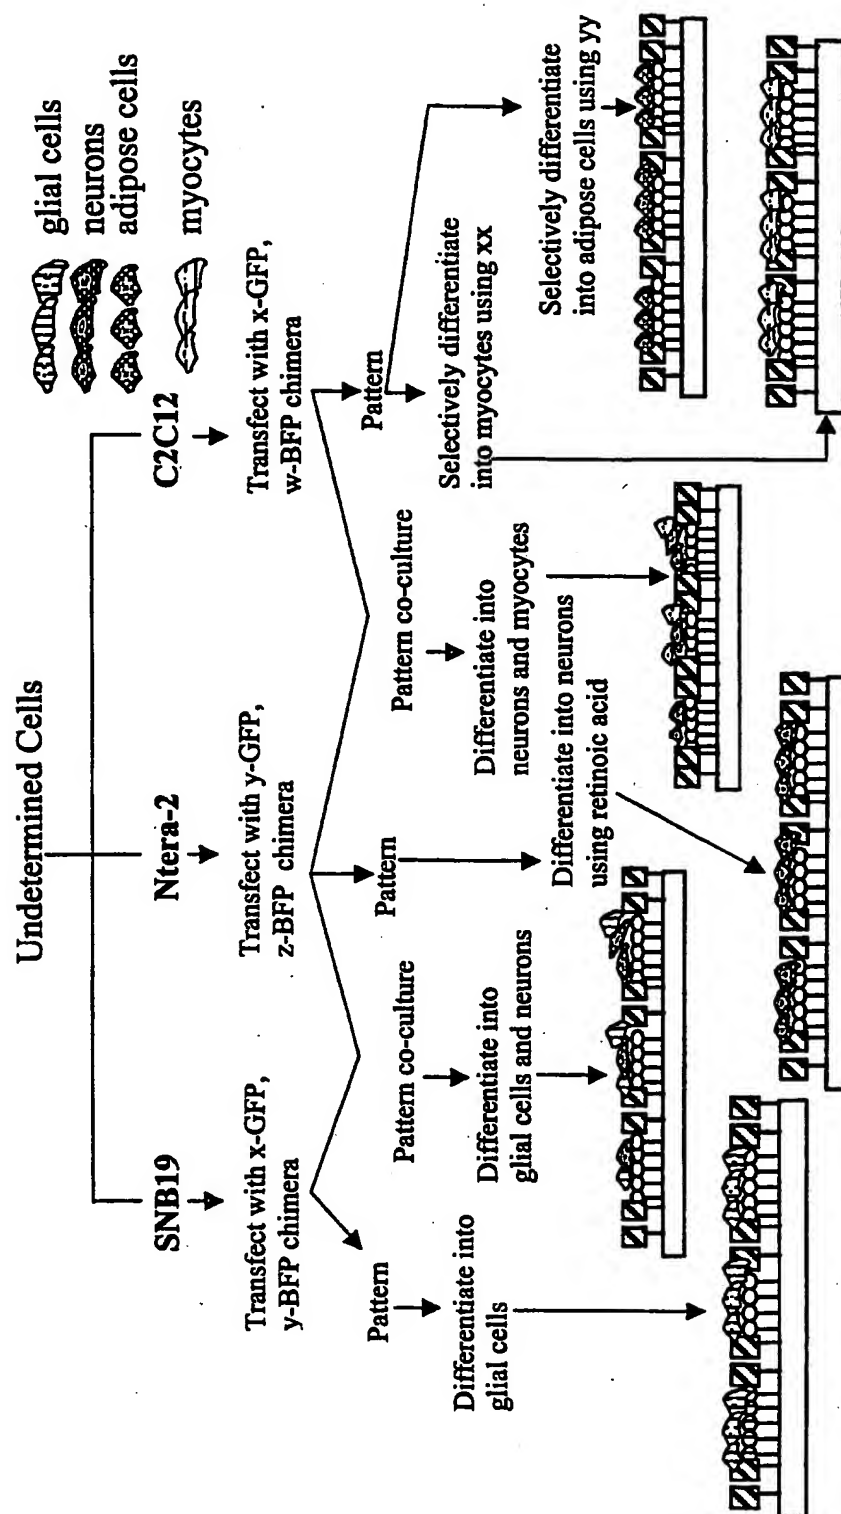 Undetermined Cells
glial cells
neurons
adipose cells
myocytes
SNB19
Ntera-2
C2C12
Transfect with x-GFP,
y-BFP chimera
Transfect with y-GFP,
z-BFP chimera
Transfect with x-GFP,
w-BFP chimera
Pattern
Differentiate into
glial cells
Pattern co-culture
Differentiate into
glial cells and neurons
Pattern
Differentiate into neurons
using retinoic acid
Pattern co-culture
Differentiate into
neurons and myocytes
Pattern
Selectively differentiate
into myocytes using xx
Selectively differentiate
into adipose cells using yy